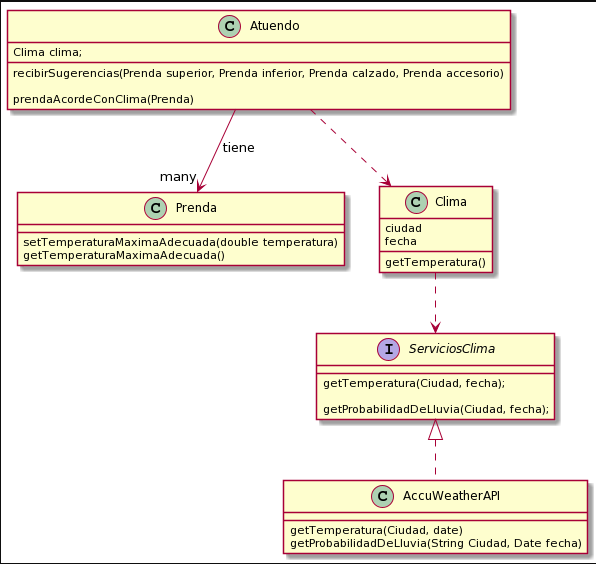 C Atuendo
Clima clima;
recibirSugerencias(Prenda superior, Prenda inferior, Prenda calzado, Prenda accesorio)
prendaAcordeConClima(Prenda)
tiene
many
C Prenda
setTemperaturaMaximaAdecuada(double temperatura)
getTemperaturaMaximaAdecuada()
C Clima
ciudad
fecha
getTemperatura()
I ServiciosClima
getTemperatura(Ciudad, fecha);
getProbabilidadDeLluvia(Ciudad, fecha);
C AccuWeatherAPI
getTemperatura(Ciudad, date)
getProbabilidadDeLluvia(String Ciudad, Date fecha)